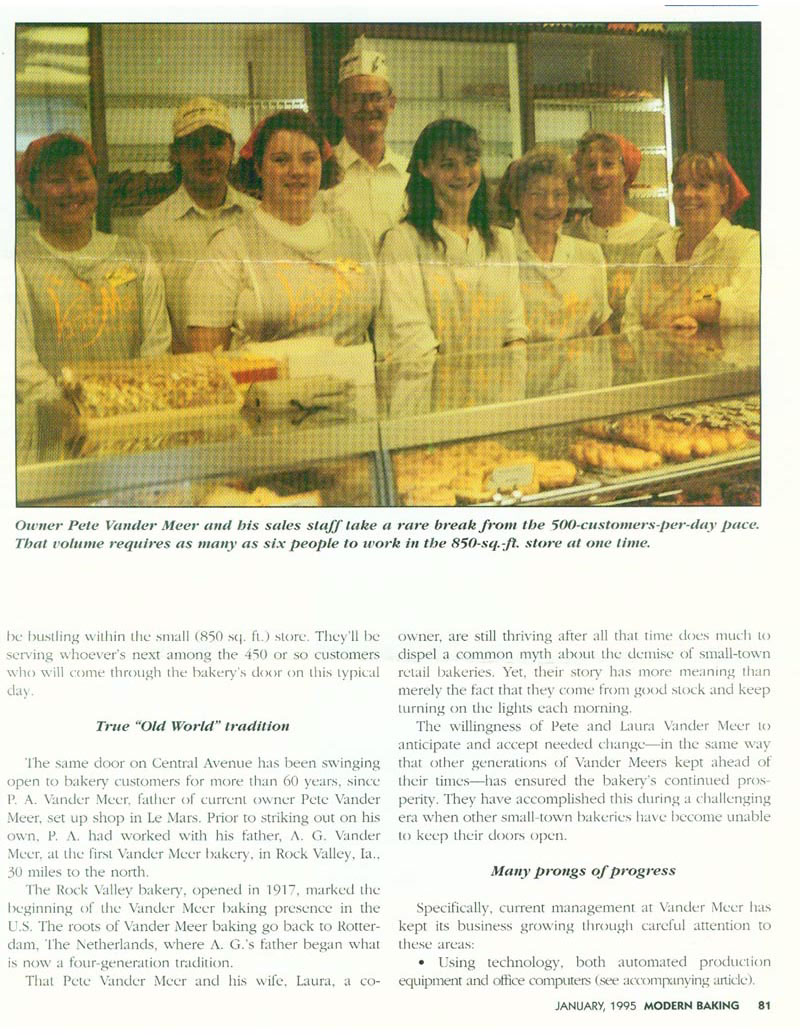 Owner Pete Vander Meer and his sales staff take a rare break from the 500-customers-per-day pace.
That volume requires as many as six people to work in the 850-sq.-ft. store at one time.
be bustling within the small (850 sq. ft.) store. They'll be
serving whoever's next among the 450 or so customers
who will come through the bakery's door on this typical
day.
True "Old World" tradition
The same door on Central Avenue has been swinging
open to bakery customers for more than 60 years, since
P. A. Vander Meer, father of current owner Pete Vander
Meer, set up shop in Le Mars. Prior to striking out on his
own, P. A. had worked with his father, A. G. Vander
Meer, at the first Vander Meer bakery, in Rock Valley, Ia.,
30 miles to the north.
The Rock Valley bakery, opened in 1917, marked the
beginning of the Vander Meer baking presence in the
U.S. The roots of Vander Meer baking go back to Rotter-
dam, The Netherlands, where A. G.'s father began what
is now a four-generation tradition.
That Pete Vander Meer and his wife, Laura, a co-
owner, are still thriving after all that time does much to
dispel a common myth about the demise of small-town
retail bakeries. Yet, their story has more meaning than
merely the fact that they come from good stock and keep
turning on the lights each morning.
The willingness of Pete and Laura Vander Meer to
anticipate and accept needed change—in the same way
that other generations of Vander Meers kept ahead of
their times—has ensured the bakery's continued pros-
perity. They have accomplished this during a challenging
era when other small-town bakeries have become unable
to keep their doors open.
Many prongs of progress
Specifically, current management at Vander Meer has
kept its business growing through careful attention to
these areas:
• Using technology, both automated production
equipment and office computers (see accompanying article).
JANUARY, 1995 MODERN BAKING 81